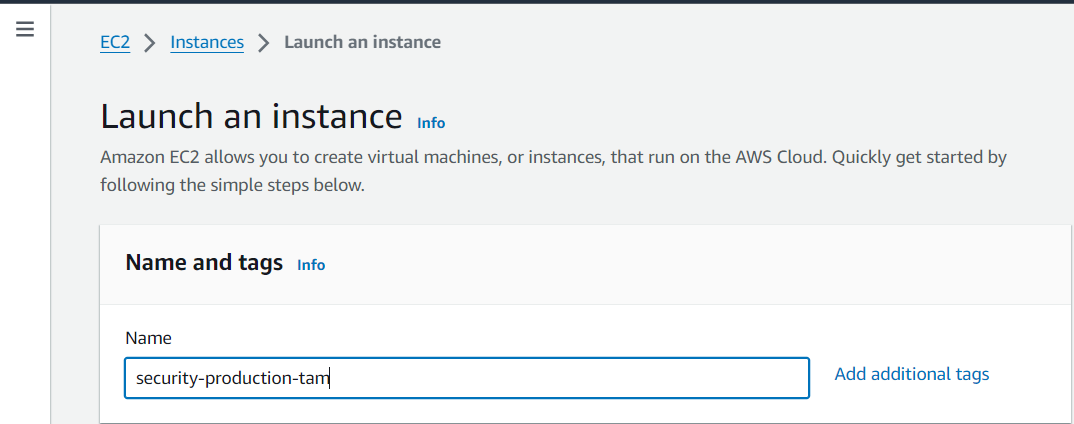 EC2 > Instances > Launch an instance
Launch an instance Info
Amazon EC2 allows you to create virtual machines, or instances, that run on the AWS Cloud. Quickly get started by
following the simple steps below.
Name and tags Info
Name
security-production-tam
Add additional tags